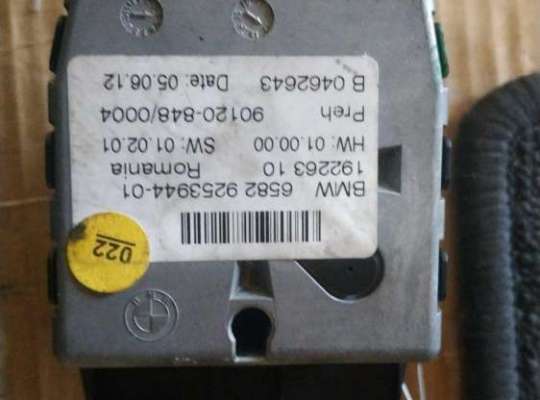 BMW 6582 9253944-01
192263 10 Romania
HW: 01.00.00 SW: 01.02.01
Preh 90120-848/0004
B 0462643 Date: 05.06.12
022